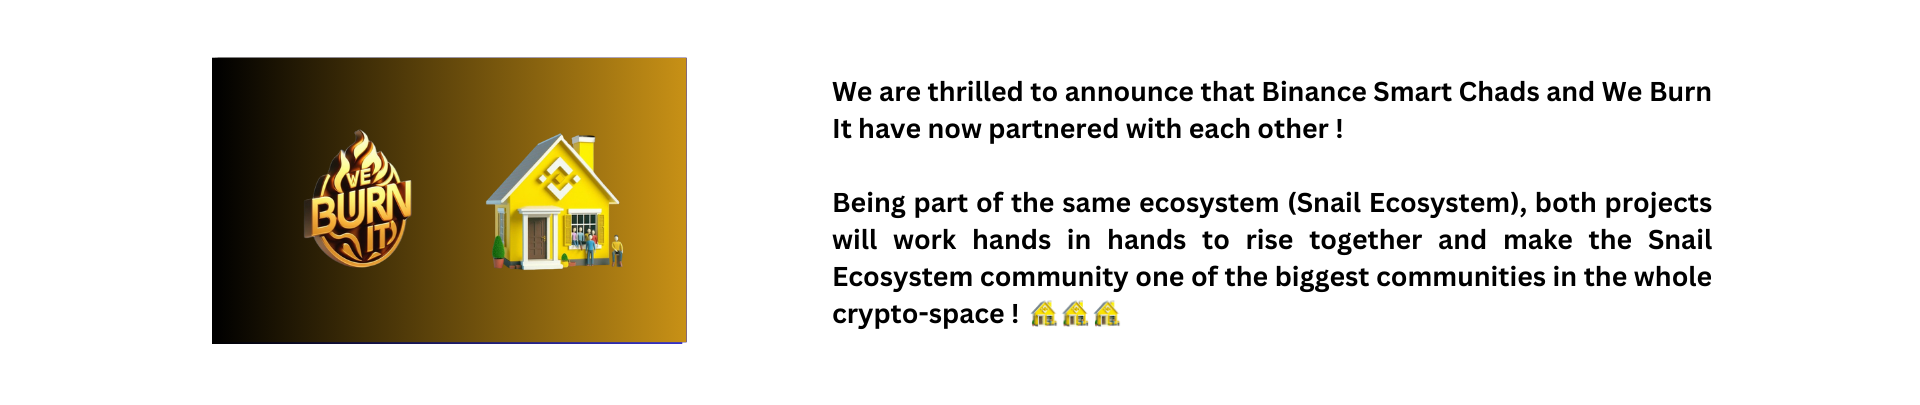 WE
BURN
IT
We are thrilled to announce that Binance Smart Chads and We Burn
It have now partnered with each other !
Being part of the same ecosystem (Snail Ecosystem), both projects
will work hands in hands to rise together and make the Snail
Ecosystem community one of the biggest communities in the whole
crypto-space !